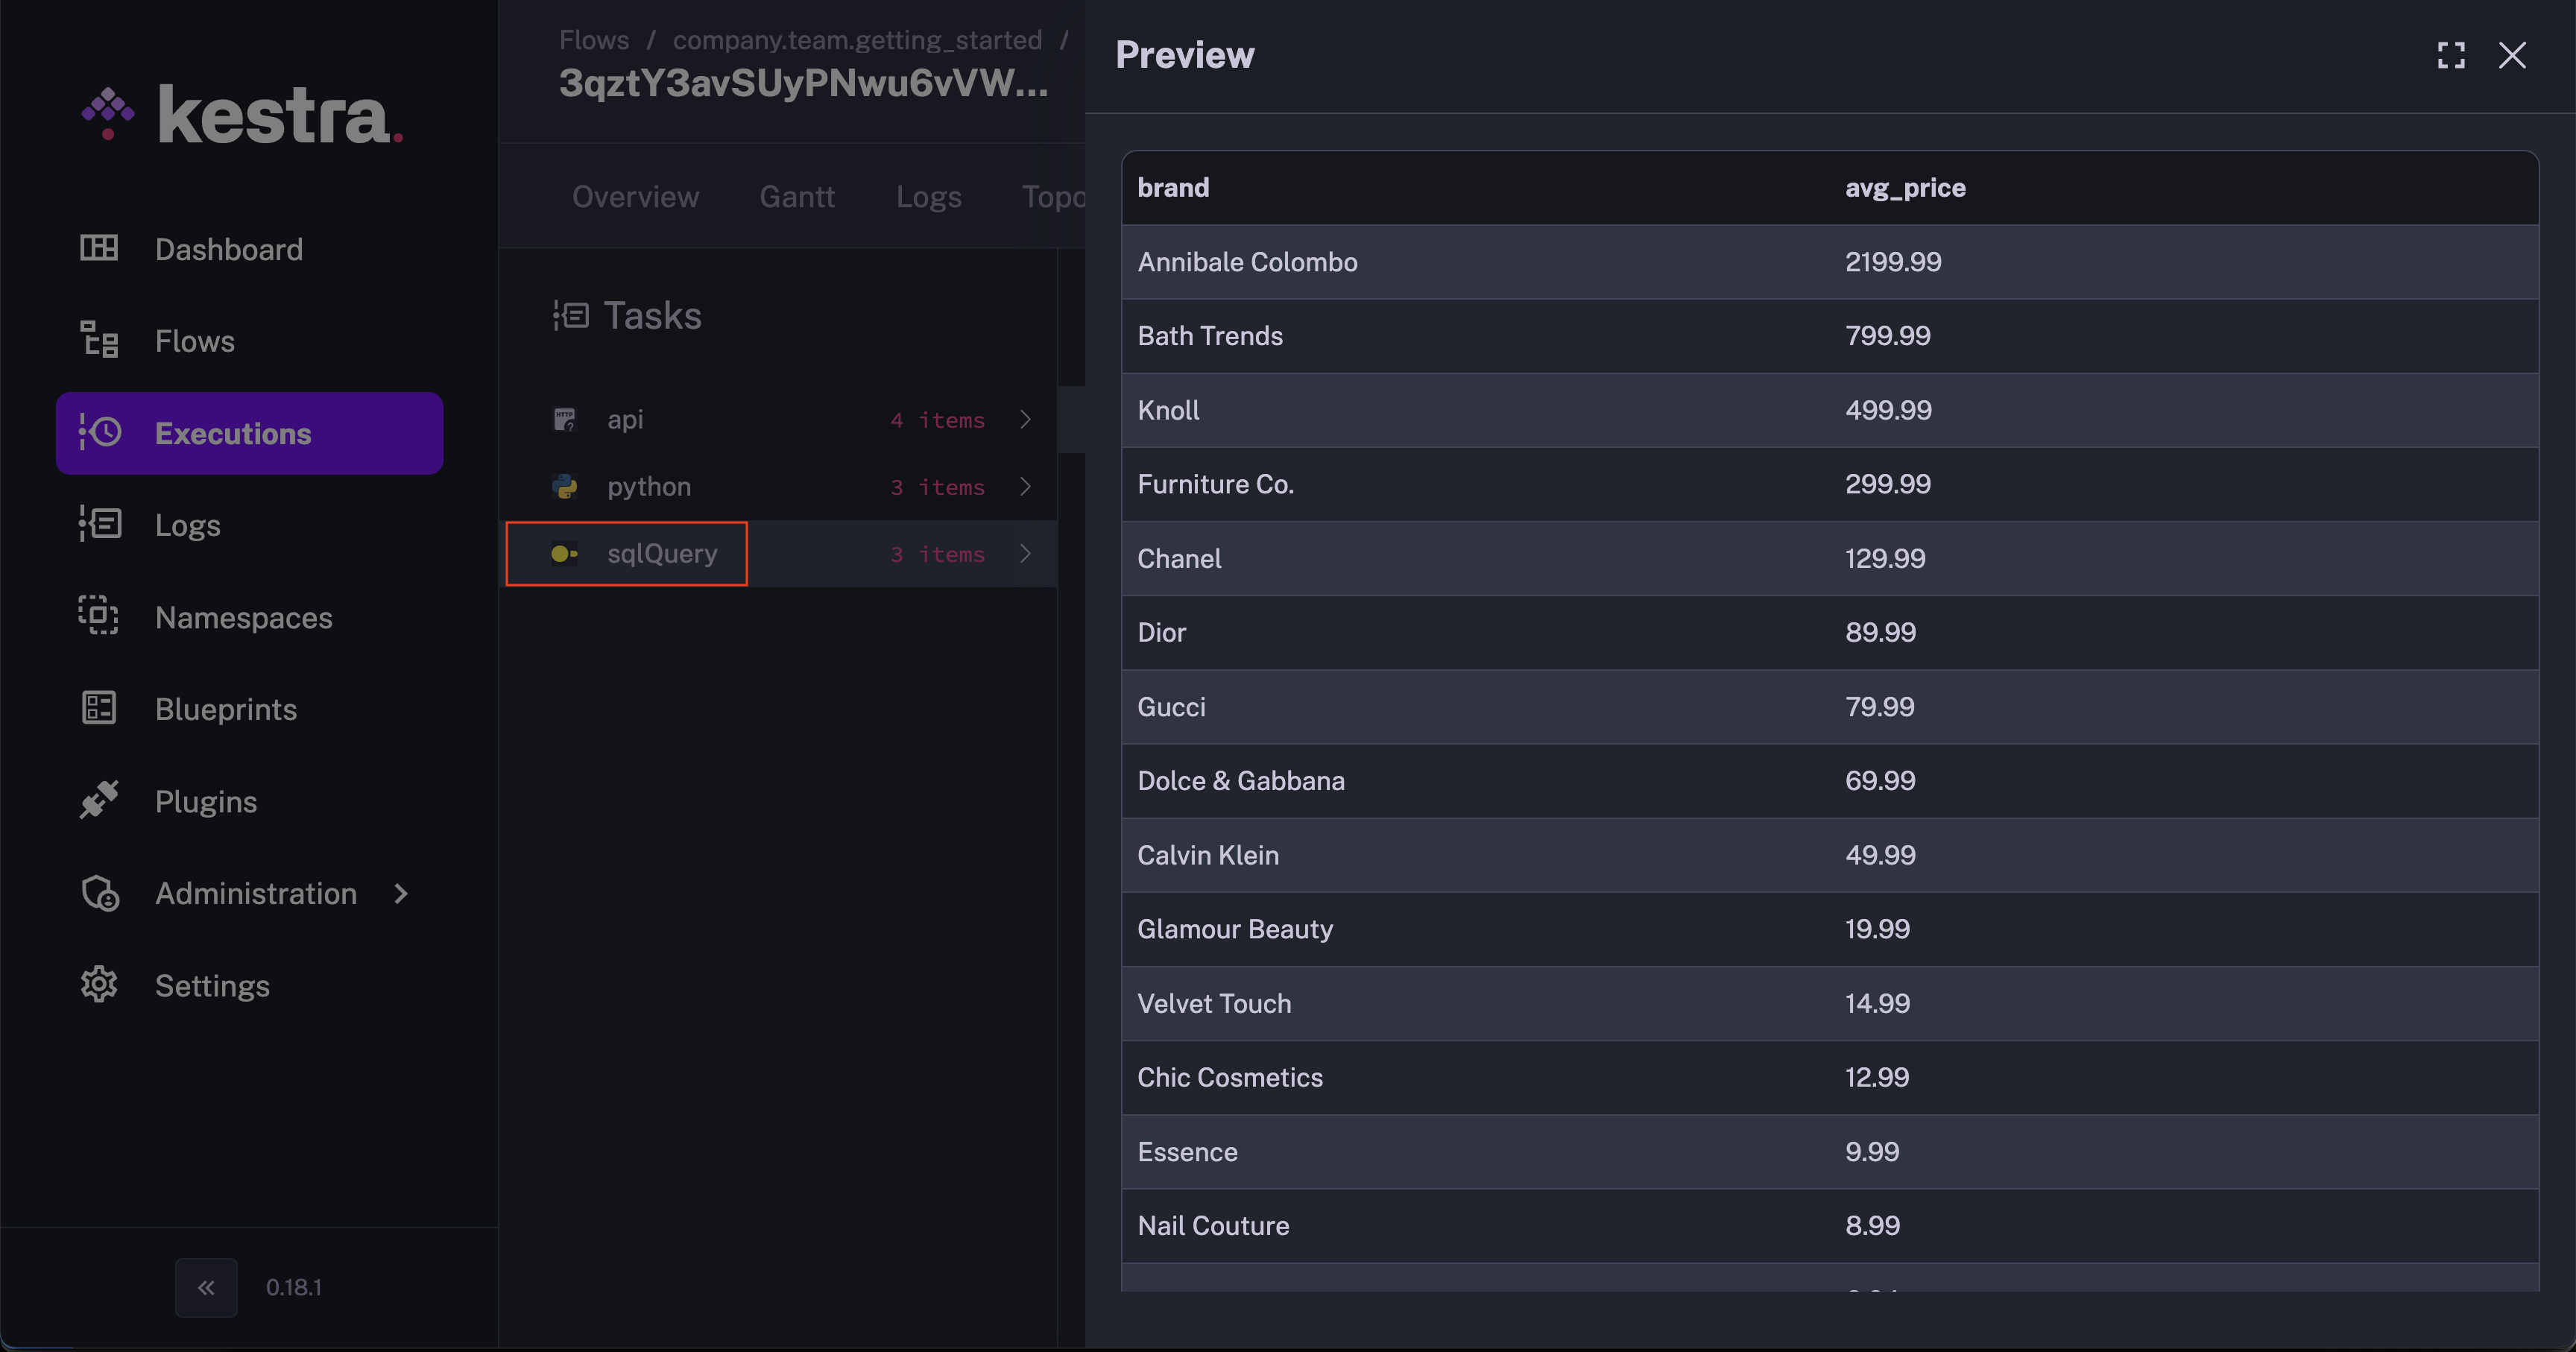 kestra.
Dashboard
Flows
Executions
Logs
Namespaces
Blueprints
Plugins
Administration
Settings
0.18.1
Flows / company.team.getting_started /
3qztY3avSUyPNwu6vVW...
Overview Gantt Logs Topo
Tasks
api 4 items
python 3 items
sqlQuery 3 items
Preview
brand avg_price
Annibale Colombo 2199.99
Bath Trends 799.99
Knoll 499.99
Furniture Co. 299.99
Chanel 129.99
Dior 89.99
Gucci 79.99
Dolce & Gabbana 69.99
Calvin Klein 49.99
Glamour Beauty 19.99
Velvet Touch 14.99
Chic Cosmetics 12.99
Essence 9.99
Nail Couture 8.99